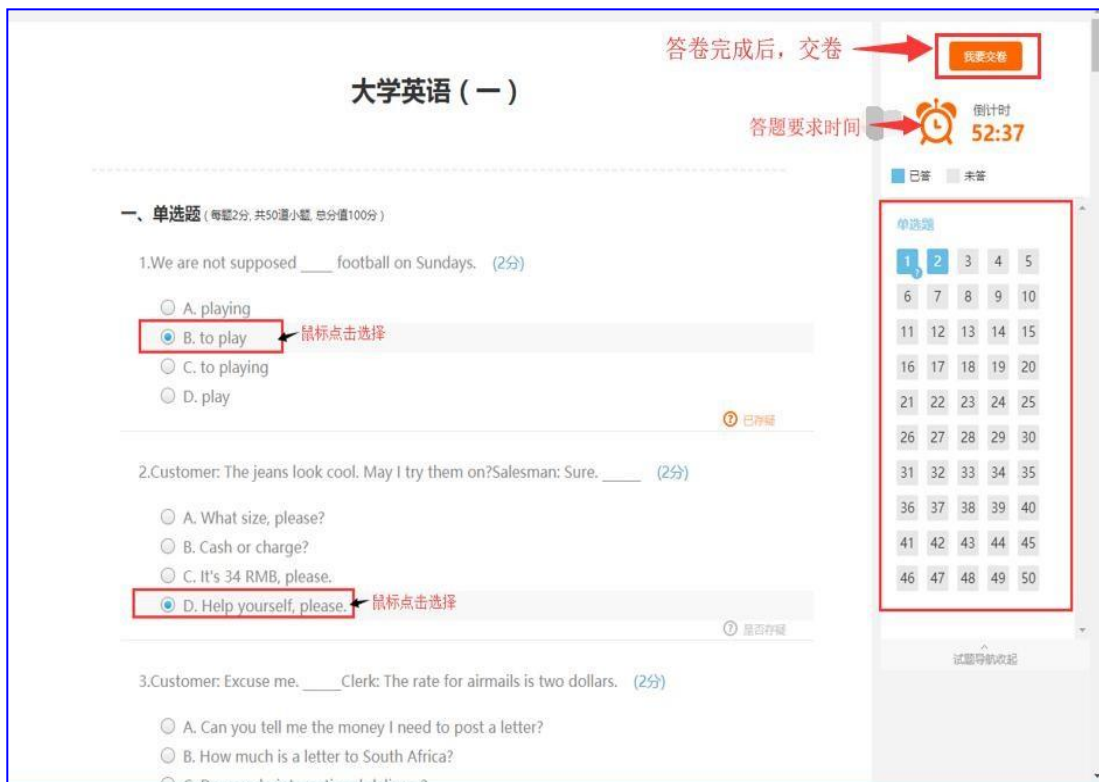 答卷完成后，交卷
我要交卷
大学英语（一）
答题要求时间
倒计时
52:37
已答 未答
一、单选题（每题2分, 共50道小题, 总分值100分）
1.We are not supposed ____ football on Sundays. (2分)
A. playing
B. to play 鼠标点击选择
C. to playing
D. play
已存疑
2.Customer: The jeans look cool. May I try them on?Salesman: Sure. _____ (2分)
A. What size, please?
B. Cash or charge?
C. It's 34 RMB, please.
D. Help yourself, please. 鼠标点击选择
是否存疑
3.Customer: Excuse me. _____Clerk: The rate for airmails is two dollars. (2分)
A. Can you tell me the money I need to post a letter?
B. How much is a letter to South Africa?
单选题
1 2 3 4 5
6 7 8 9 10
11 12 13 14 15
16 17 18 19 20
21 22 23 24 25
26 27 28 29 30
31 32 33 34 35
36 37 38 39 40
41 42 43 44 45
46 47 48 49 50
试题导航收起